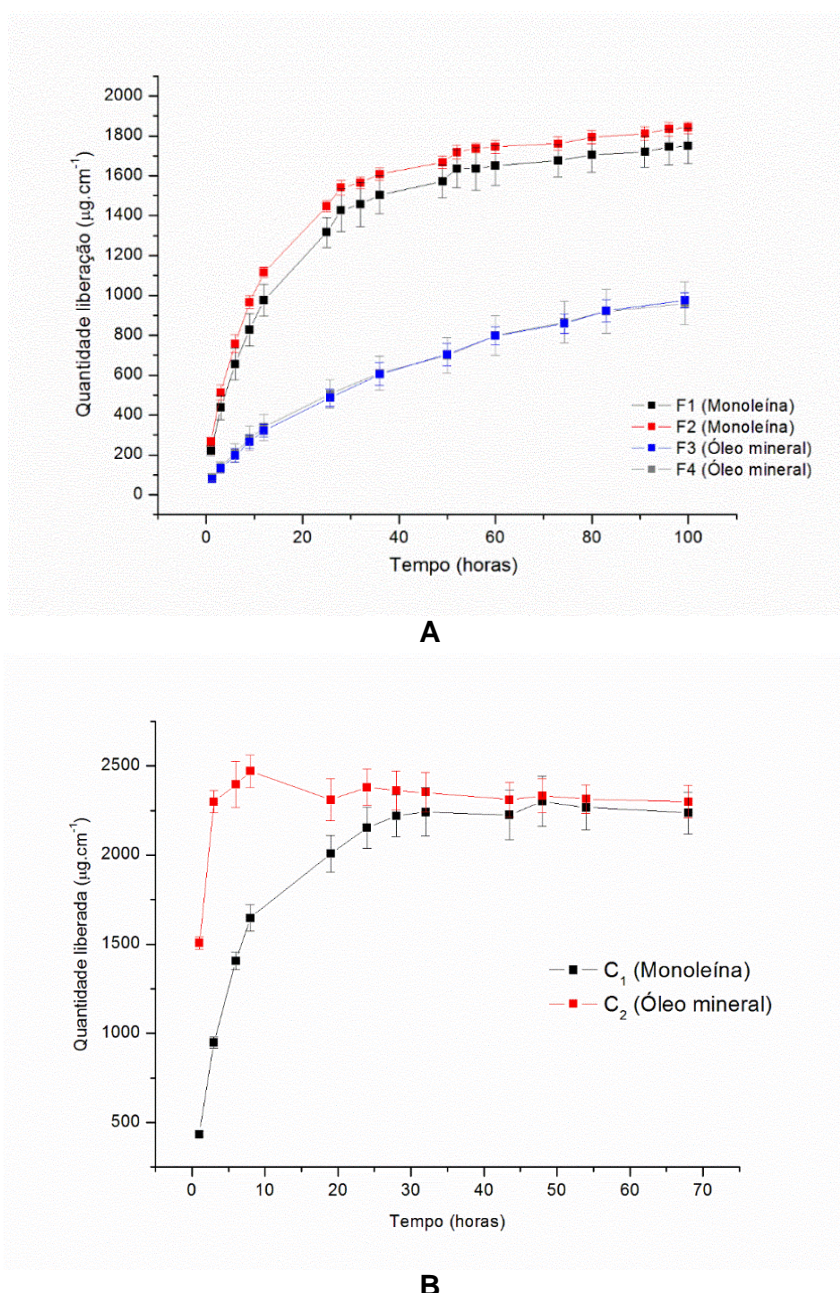 2000
1800
1600
1400
1200
1000
800
600
400
200
0
Quantidade liberação (µg.cm⁻¹)
F1 (Monoleína)
F2 (Monoleína)
F3 (Óleo mineral)
F4 (Óleo mineral)
0 20 40 60 80 100
Tempo (horas)
A
2500
2000
1500
1000
500
Quantidade liberada (µg.cm⁻¹)
C₁ (Monoleína)
C₂ (Óleo mineral)
0 10 20 30 40 50 60 70
Tempo (horas)
B